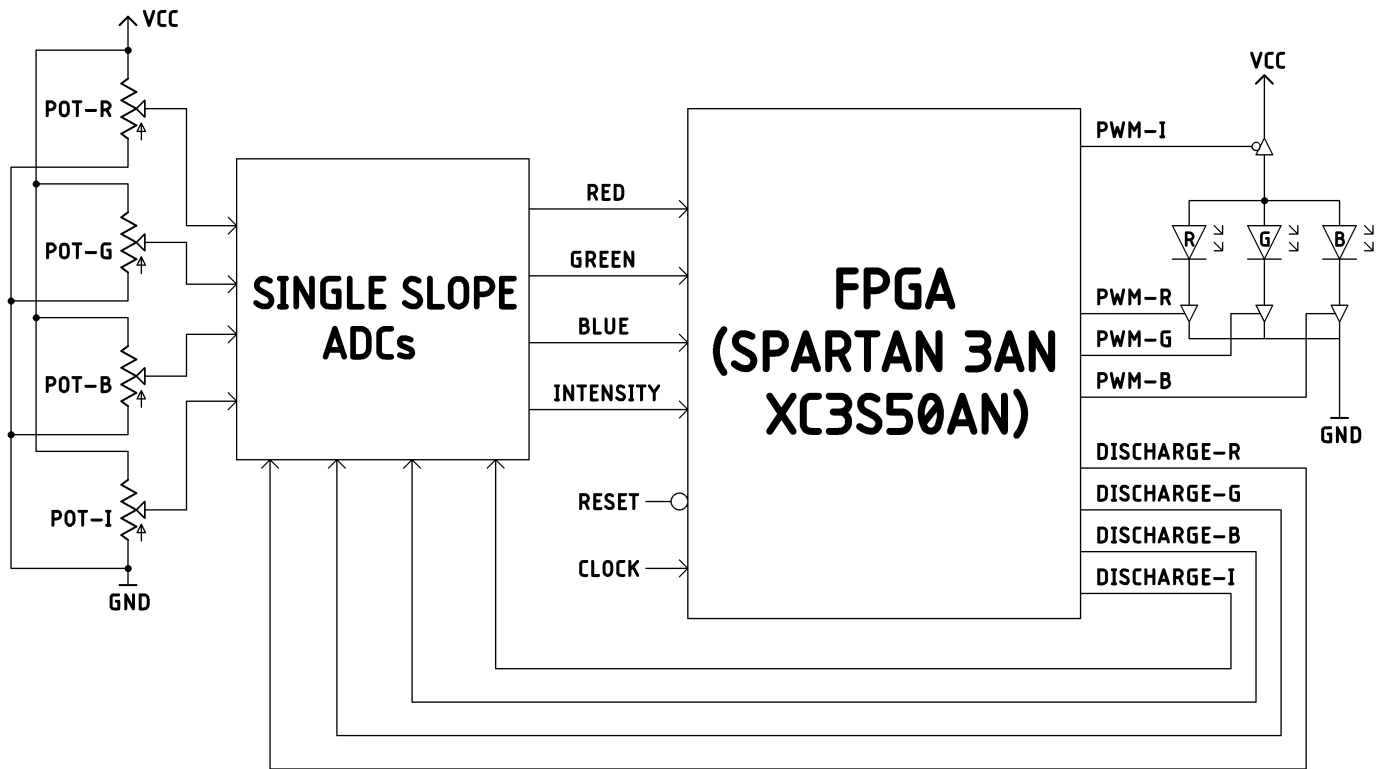 VCC
POT-R
POT-G
POT-B
POT-I
GND
SINGLE SLOPE
ADCs
RED
GREEN
BLUE
INTENSITY
RESET
CLOCK
FPGA
(SPARTAN 3AN
XC3S50AN)
PWM-I
PWM-R
PWM-G
PWM-B
DISCHARGE-R
DISCHARGE-G
DISCHARGE-B
DISCHARGE-I
VCC
R
G
B
GND